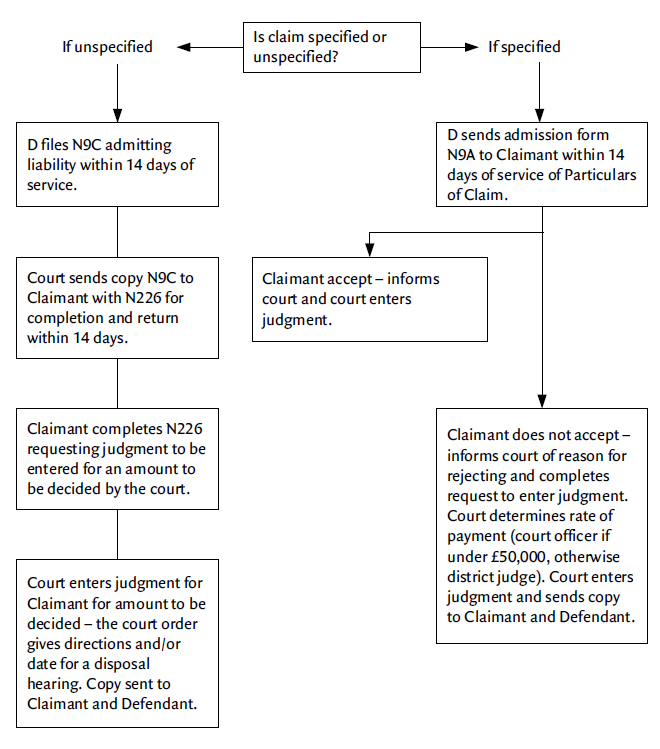 Is claim specified or
unspecified?
If unspecified
If specified
D files N9C admitting
liability within 14 days of
service.
D sends admission form
N9A to Claimant within 14
days of service of Particulars
of Claim.
Court sends copy N9C to
Claimant with N226 for
completion and return
within 14 days.
Claimant accept – informs
court and court enters
judgment.
Claimant completes N226
requesting judgment to be
entered for an amount to
be decided by the court.
Claimant does not accept –
informs court of reason for
rejecting and completes
request to enter judgment.
Court determines rate of
payment (court officer if
under £50,000, otherwise
district judge). Court enters
judgment and sends copy
to Claimant and Defendant.
Court enters judgment for
Claimant for amount to be
decided – the court order
gives directions and/or
date for a disposal
hearing. Copy sent to
Claimant and Defendant.